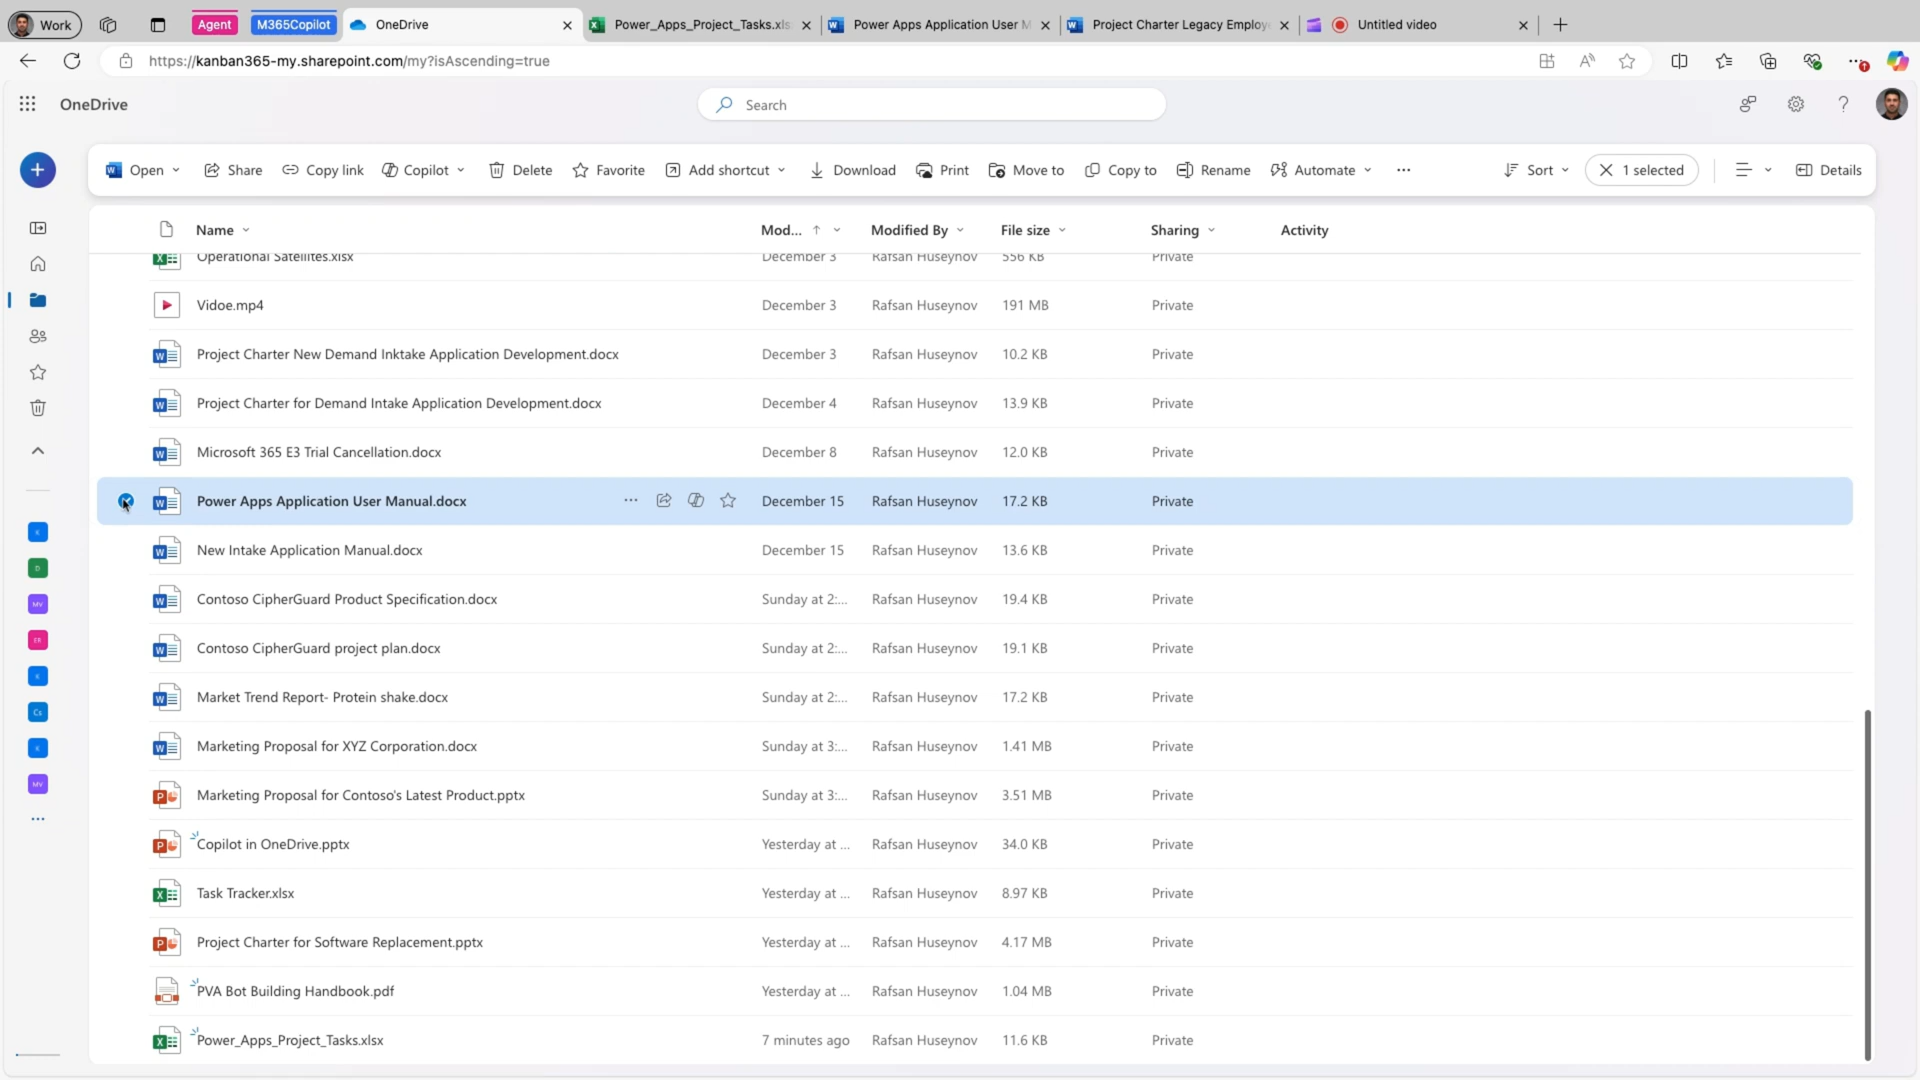 Work
Agent
M365Copilot
OneDrive
Power_Apps_Project_Tasks.xls
Power Apps Application User M
Project Charter Legacy Employ
Untitled video
https://kanban365-my.sharepoint.com/my?isAscending=true
OneDrive
Search
Open Share Copy link Copilot Delete Favorite Add shortcut Download Print Move to Copy to Rename Automate ... Sort 1 selected Details
Name Mod... Modified By File size Sharing Activity
Operational Satellites.xlsx December 3 Rafsan Huseynov 556 KB Private
Vidoe.mp4 December 3 Rafsan Huseynov 191 MB Private
Project Charter New Demand Inktake Application Development.docx December 3 Rafsan Huseynov 10.2 KB Private
Project Charter for Demand Intake Application Development.docx December 4 Rafsan Huseynov 13.9 KB Private
Microsoft 365 E3 Trial Cancellation.docx December 8 Rafsan Huseynov 12.0 KB Private
Power Apps Application User Manual.docx ... December 15 Rafsan Huseynov 17.2 KB Private
New Intake Application Manual.docx December 15 Rafsan Huseynov 13.6 KB Private
Contoso CipherGuard Product Specification.docx Sunday at 2:... Rafsan Huseynov 19.4 KB Private
Contoso CipherGuard project plan.docx Sunday at 2:... Rafsan Huseynov 19.1 KB Private
Market Trend Report- Protein shake.docx Sunday at 2:... Rafsan Huseynov 17.2 KB Private
Marketing Proposal for XYZ Corporation.docx Sunday at 3:... Rafsan Huseynov 1.41 MB Private
Marketing Proposal for Contoso's Latest Product.pptx Sunday at 3:... Rafsan Huseynov 3.51 MB Private
Copilot in OneDrive.pptx Yesterday at ... Rafsan Huseynov 34.0 KB Private
Task Tracker.xlsx Yesterday at ... Rafsan Huseynov 8.97 KB Private
Project Charter for Software Replacement.pptx Yesterday at ... Rafsan Huseynov 4.17 MB Private
PVA Bot Building Handbook.pdf Yesterday at ... Rafsan Huseynov 1.04 MB Private
Power_Apps_Project_Tasks.xlsx 7 minutes ago Rafsan Huseynov 11.6 KB Private
K
D
MV
ER
K
Cs
K
MV